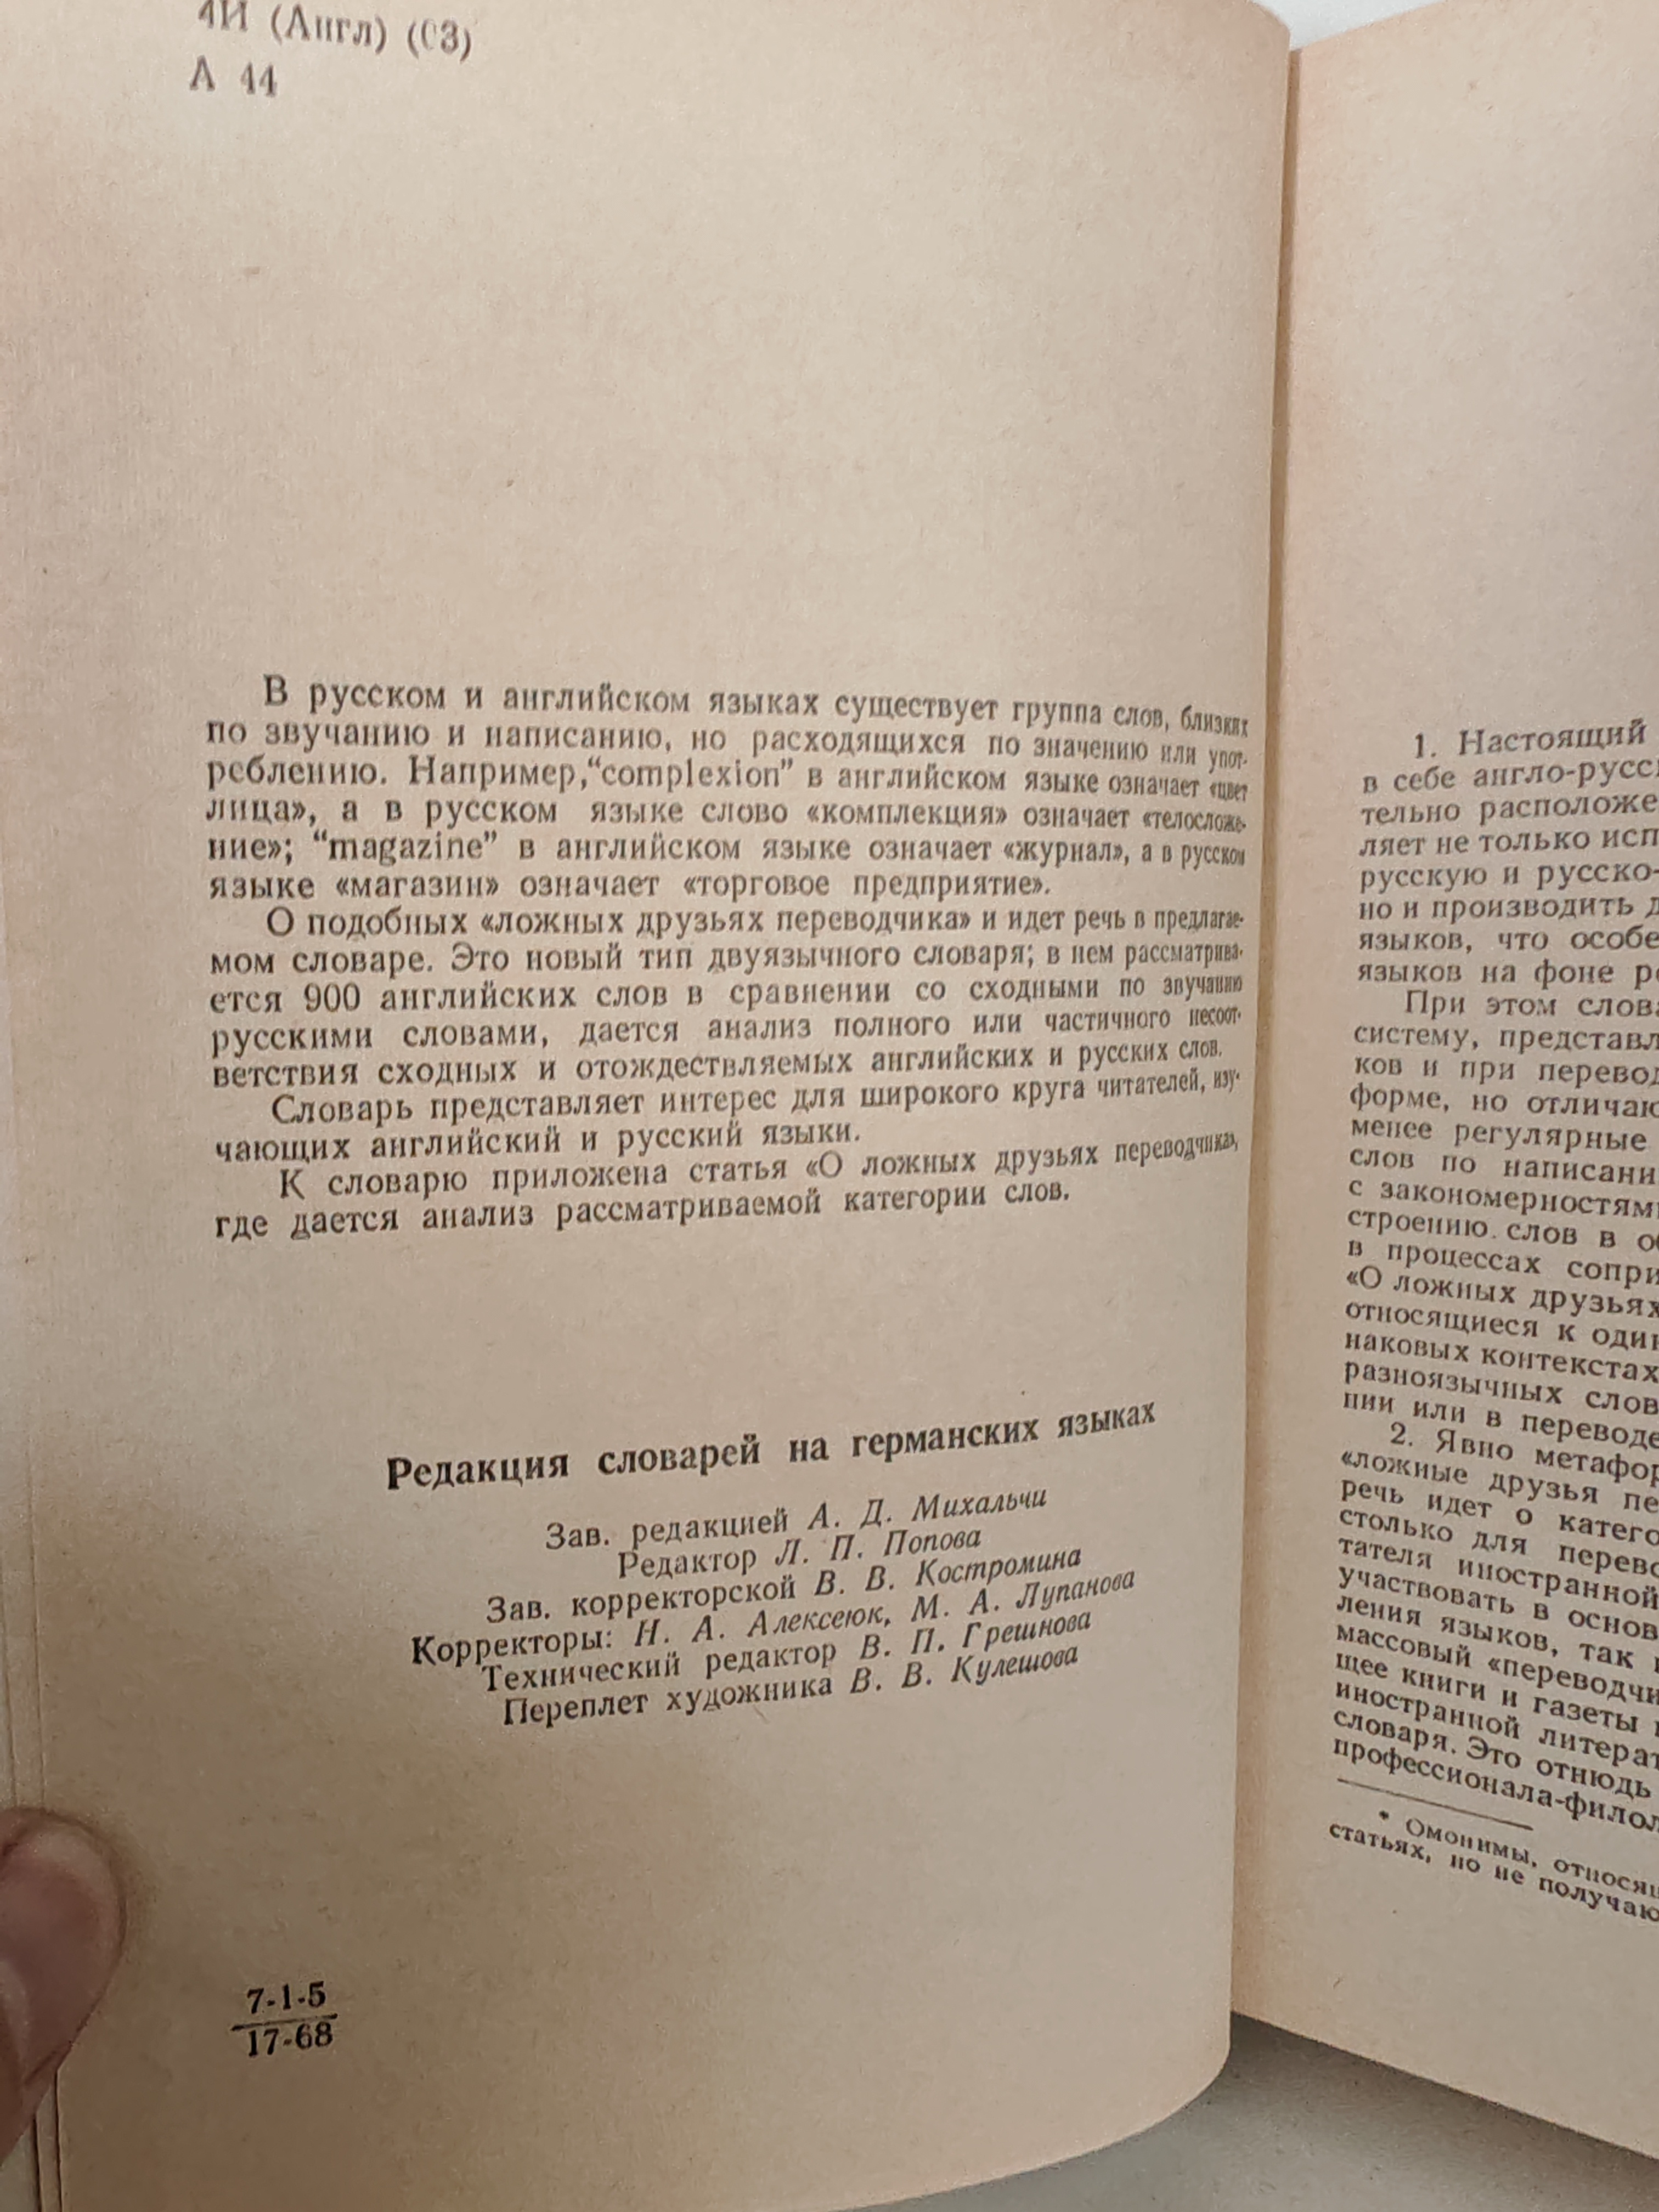 4И (Англ) (03)
А 44
В русском и английском языках существует группа слов, близких
по звучанию и написанию, но расходящихся по значению или упот-
реблению. Например,“complexion” в английском языке означает «цвет
лица», а в русском языке слово «комплекция» означает «телосложе-
ние»; “magazine” в английском языке означает «журнал», а в русском
языке «магазин» означает «торговое предприятие».
О подобных «ложных друзьях переводчика» и идет речь в предлагае-
мом словаре. Это новый тип двуязычного словаря; в нем рассматрива-
ется 900 английских слов в сравнении со сходными по звучанию
русскими словами, дается анализ полного или частичного несоот-
ветствия сходных и отождествляемых английских и русских слов.
Словарь представляет интерес для широкого круга читателей, изу-
чающих английский и русский языки.
К словарю приложена статья «О ложных друзьях переводчика»,
где дается анализ рассматриваемой категории слов.
Редакция словарей на германских языках
Зав. редакцией А. Д. Михальчи
Редактор Л. П. Попова
Зав. корректорской В. В. Костромина
Корректоры: Н. А. Алексеюк, М. А. Лупанова
Технический редактор В. П. Грешнова
Переплет художника В. В. Кулешова
7-1-5
17-68
1. Настоящий
в себе англо-русс
тельно расположе
ляет не только исп
русскую и русско-
но и производить д
языков, что особе
языков на фоне ре
При этом слова
систему, представл
ков и при перевод
форме, но отличаю
менее регулярные
слов по написани
с закономерностями
строению слов в об
в процессах сопри
«О ложных друзьях
относящиеся к один
наковых контекстах
разноязычных слов
нии или в переводе
2. Явно метафор
«ложные друзья пе
речь идет о катего
столько для перево
тателя иностранной
участвовать в основ
ления языков, так
массовый «переводчи
щее книги и газеты
иностранной литерат
словаря. Это отнюдь
профессионала-филол
* Омонимы, относящ
статьях, но не получаю